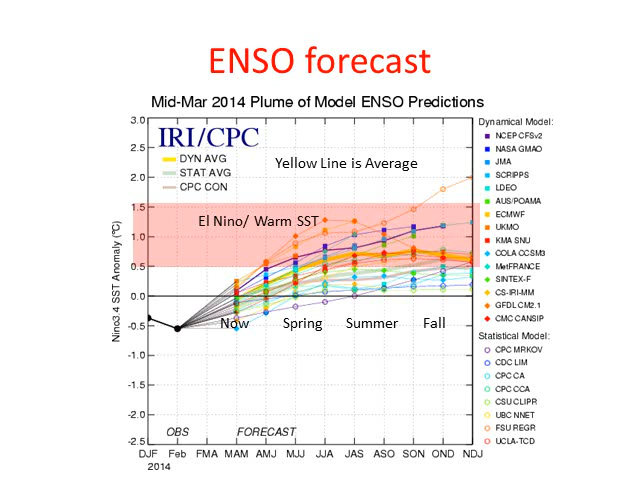 ENSO forecast
Mid-Mar 2014 Plume of Model ENSO Predictions
IRI/CPC
DYN AVG
STAT AVG
CPC CON
Yellow Line is Average
El Nino/ Warm SST
Now Spring Summer Fall
Nino3.4 SST Anomaly (°C)
3.0
2.5
2.0
1.5
1.0
0.5
0.0
-0.5
-1.0
-1.5
-2.0
-2.5
OBS FORECAST
DJF Feb FMA MAM AMJ MJJ JJA JAS ASO SON OND NDJ
2014
Dynamical Model:
NCEP CFSv2
NASA GMAO
JMA
SCRIPPS
LDEO
AUS/POAMA
ECMWF
UKMO
KMA SNU
COLA CCSM3
MetFRANCE
SINTEX-F
CS-IRI-MM
GFDL CM2.1
CMC CANSIP
Statistical Model:
CPC MRKOV
CDC LIM
CPC CA
CPC CCA
CSU CLIPR
UBC NNET
FSU REGR
UCLA-TCD